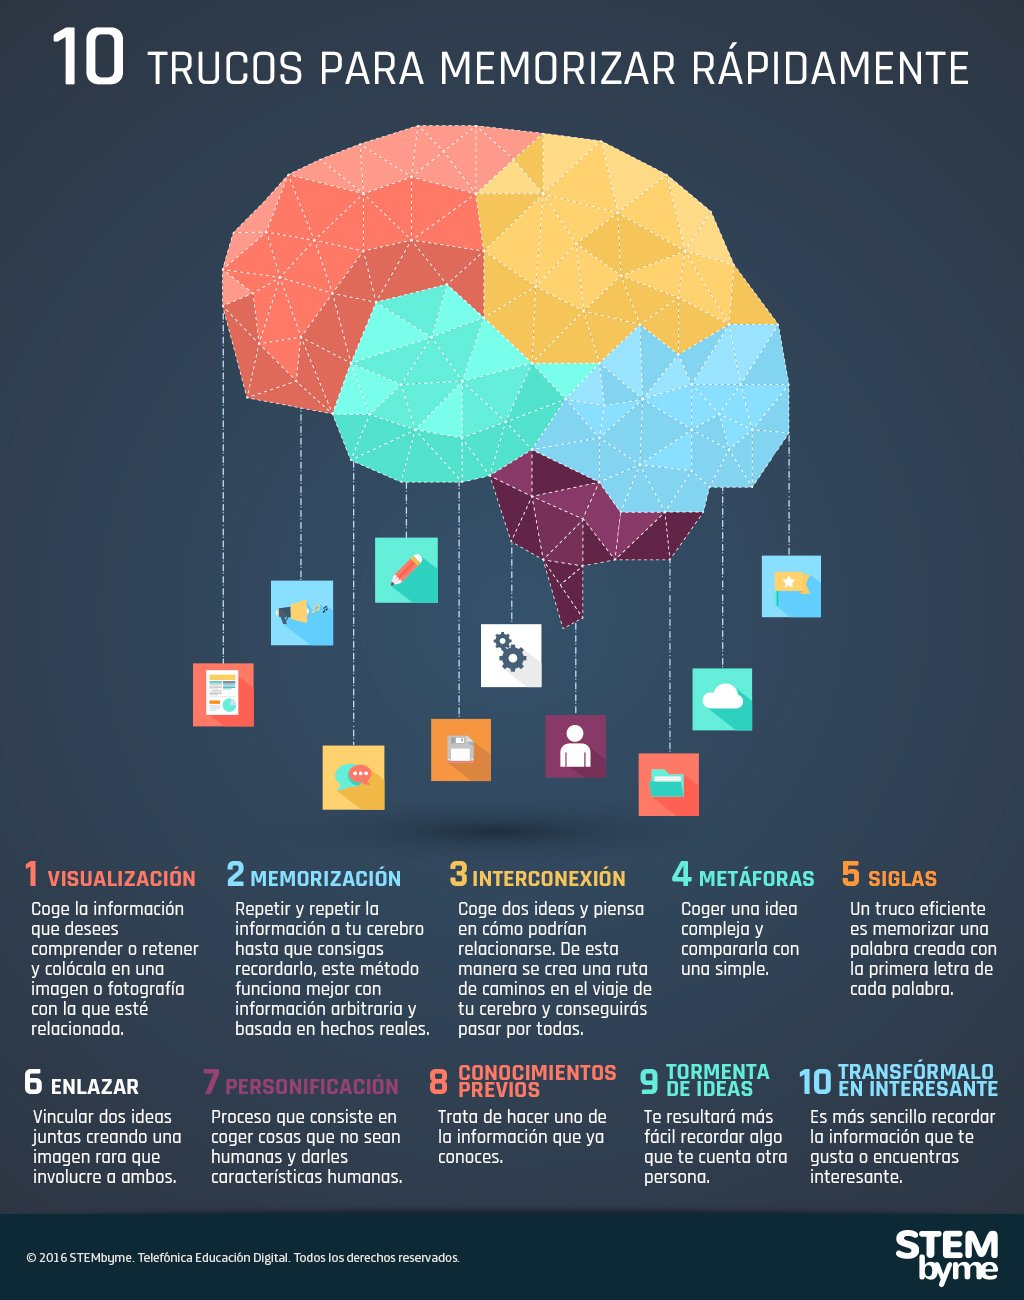 10 TRUCOS PARA MEMORIZAR RÁPIDAMENTE
1 VISUALIZACIÓN
Coge la información
que desees
comprender o retener
y colócala en una
imagen o fotografía
con la que esté
relacionada.
2 MEMORIZACIÓN
Repetir y repetir la
información a tu cerebro
hasta que consigas
recordarlo, este método
funciona mejor con
información arbitraria y
basada en hechos reales.
3 INTERCONEXIÓN
Coge dos ideas y piensa
en cómo podrían
relacionarse. De esta
manera se crea una ruta
de caminos en el viaje de
tu cerebro y conseguirás
pasar por todas.
4 METÁFORAS
Coger una idea
compleja y
compararla con
una simple.
5 SIGLAS
Un truco eficiente
es memorizar una
palabra creada con
la primera letra de
cada palabra.
6 ENLAZAR
Vincular dos ideas
juntas creando una
imagen rara que
involucre a ambos.
7 PERSONIFICACIÓN
Proceso que consiste en
coger cosas que no sean
humanas y darles
características humanas.
8 CONOCIMIENTOS
PREVIOS
Trata de hacer uno de
la información que ya
conoces.
9 TORMENTA
DE IDEAS
Te resultará más
fácil recordar algo
que te cuenta otra
persona.
10 TRANSFÓRMALO
EN INTERESANTE
Es más sencillo recordar
la información que te
gusta o encuentras
interesante.
© 2016 STEMbyme. Telefónica Educación Digital. Todos los derechos reservados.
STEM
byme